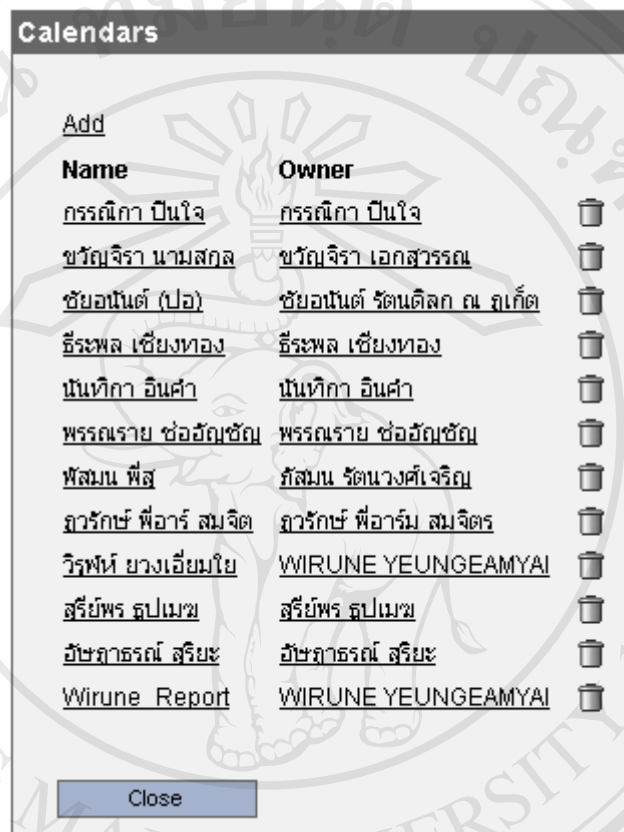 Calendars
Add
Name Owner
กรรณิกา ปินใจ กรรณิกา ปินใจ
ขวัญจิรา นามสกุล ขวัญจิรา เอกสุวรรณ
ชัยอนันต์ (ปอ) ชัยอนันต์ รัตนดิลก ณ ภูเก็ต
ธีระพล เชียงทอง ธีระพล เชียงทอง
นันทิกา อินคำ นันทิกา อินคำ
พรรณราย ช่ออัญชัญ พรรณราย ช่ออัญชัญ
พัสมน พี่สุ ภัสมน รัตนวงศ์เจริญ
ภูวรักษ์ พี่อาร์ สมจิต ภูวรักษ์ พี่อาร์ม สมจิตร
วิรุฬห์ ยวงเอี่ยมใย WIRUNE YEUNGEAMYAI
สุรีย์พร ธูปเมฆ สุรีย์พร ธูปเมฆ
อัษฎาธรณ์ สุริยะ อัษฎาธรณ์ สุริยะ
Wirune Report WIRUNE YEUNGEAMYAI
Close